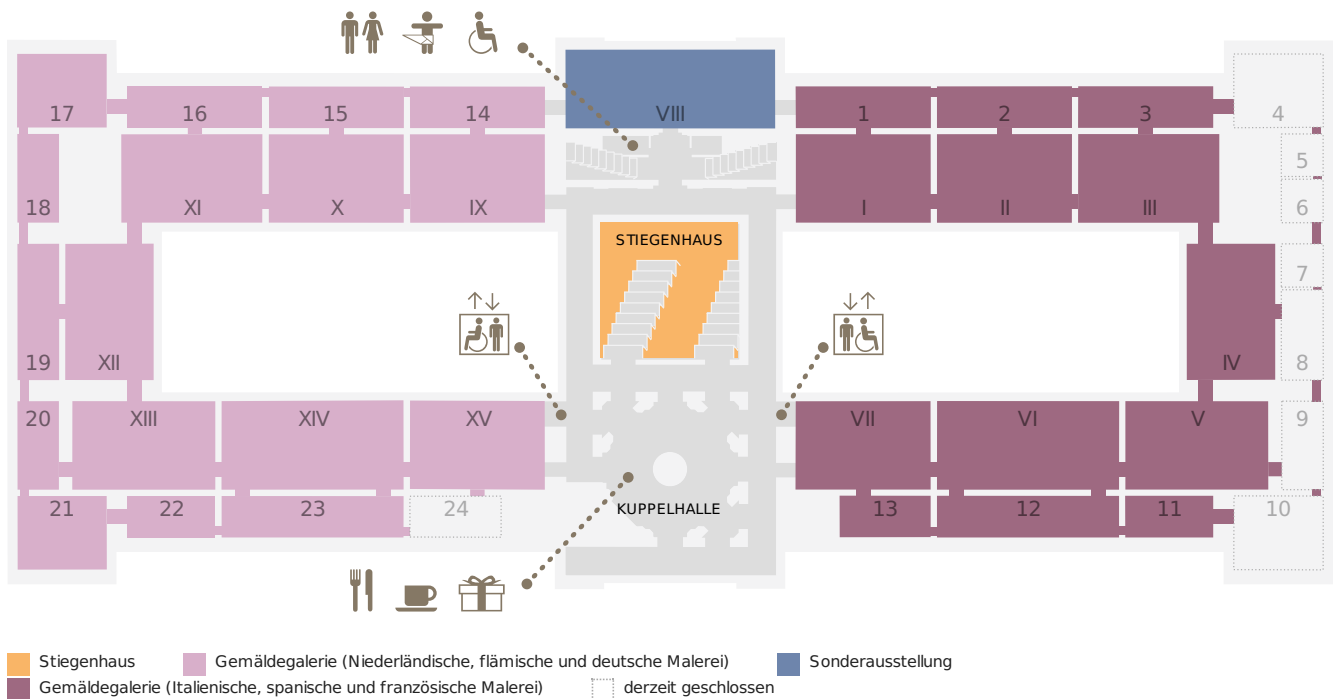 17
16
15
14
VIII
1
2
3
4
5
18
XI
X
IX
I
II
III
6
STIEGENHAUS
7
19
XII
IV
8
20
XIII
XIV
XV
VII
VI
V
9
21
22
23
24
KUPPELHALLE
13
12
11
10
Stiegenhaus
Gemäldegalerie (Niederländische, flämische und deutsche Malerei)
Sonderausstellung
Gemäldegalerie (Italienische, spanische und französische Malerei)
derzeit geschlossen